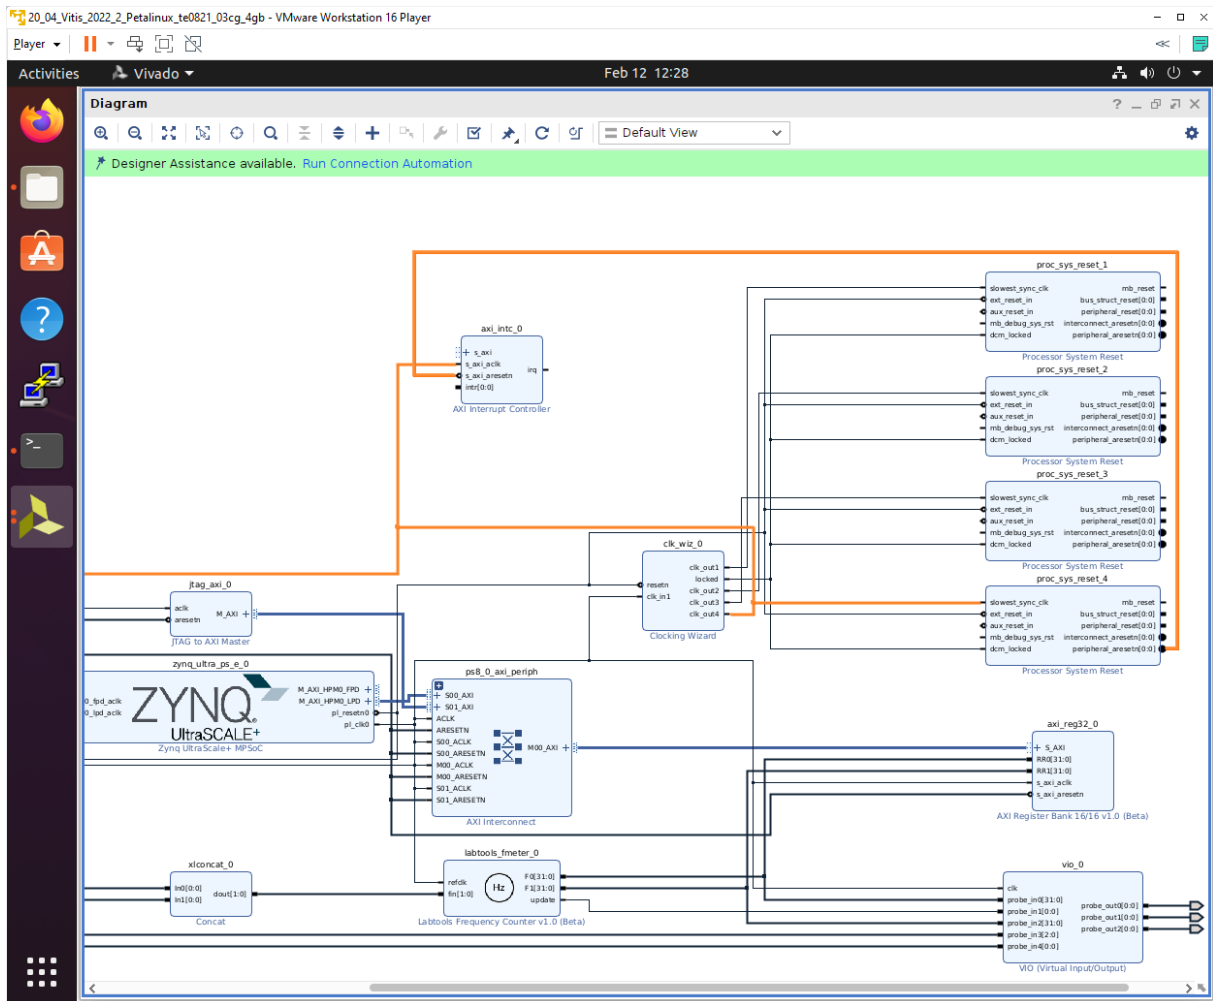 20_04_Vitis_2022_2_Petalinux_te0821_03cg_4gb - VMware Workstation 16 Player
Player
Activities
Vivado
Feb 12 12:28
Diagram
Default View
Designer Assistance available. Run Connection Automation
proc_sys_reset_1
slowest_sync_clk
ext_reset_in
aux_reset_in
mb_debug_sys_rst
dcm_locked
mb_reset
bus_struct_reset[0:0]
peripheral_reset[0:0]
interconnect_aresetn[0:0]
peripheral_aresetn[0:0]
Processor System Reset
axi_intc_0
s_axi
s_axi_aclk
s_axi_aresetn
intr[0:0]
irq
AXI Interrupt Controller
proc_sys_reset_2
slowest_sync_clk
ext_reset_in
aux_reset_in
mb_debug_sys_rst
dcm_locked
mb_reset
bus_struct_reset[0:0]
peripheral_reset[0:0]
interconnect_aresetn[0:0]
peripheral_aresetn[0:0]
Processor System Reset
proc_sys_reset_3
slowest_sync_clk
ext_reset_in
aux_reset_in
mb_debug_sys_rst
dcm_locked
mb_reset
bus_struct_reset[0:0]
peripheral_reset[0:0]
interconnect_aresetn[0:0]
peripheral_aresetn[0:0]
Processor System Reset
clk_wiz_0
resetn
clk_in1
clk_out1
locked
clk_out2
clk_out3
clk_out4
Clocking Wizard
proc_sys_reset_4
slowest_sync_clk
ext_reset_in
aux_reset_in
mb_debug_sys_rst
dcm_locked
mb_reset
bus_struct_reset[0:0]
peripheral_reset[0:0]
interconnect_aresetn[0:0]
peripheral_aresetn[0:0]
Processor System Reset
jtag_axi_0
aclk
aresetn
M_AXI
JTAG to AXI Master
zynq_ultra_ps_e_0
0_fpd_aclk
0_lpd_aclk
ZYNQ
UltraSCALE+
M_AXI_HPM0_FPD
M_AXI_HPM0_LPD
pl_resetn0
pl_clk0
Zynq UltraScale+ MPSoC
ps8_0_axi_periph
S00_AXI
S01_AXI
ACLK
ARESETN
S00_ACLK
S00_ARESETN
M00_ACLK
M00_ARESETN
S01_ACLK
S01_ARESETN
M00_AXI
AXI Interconnect
axi_reg32_0
S_AXI
RR0[31:0]
RR1[31:0]
s_axi_aclk
s_axi_aresetn
AXI Register Bank 16/16 v1.0 (Beta)
xlconcat_0
In0[0:0]
In1[0:0]
dout[1:0]
Concat
labtools_fmeter_0
refclk
fin[1:0]
Hz
F0[31:0]
F1[31:0]
update
Labtools Frequency Counter v1.0 (Beta)
vio_0
clk
probe_in0[31:0]
probe_in1[0:0]
probe_in2[31:0]
probe_in3[2:0]
probe_in4[0:0]
probe_out0[0:0]
probe_out1[0:0]
probe_out2[0:0]
VIO (Virtual Input/Output)